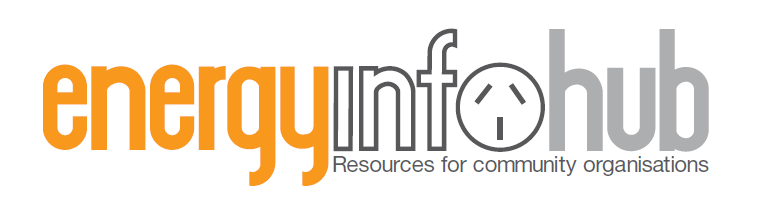 energyinfohub
Resources for community organisations